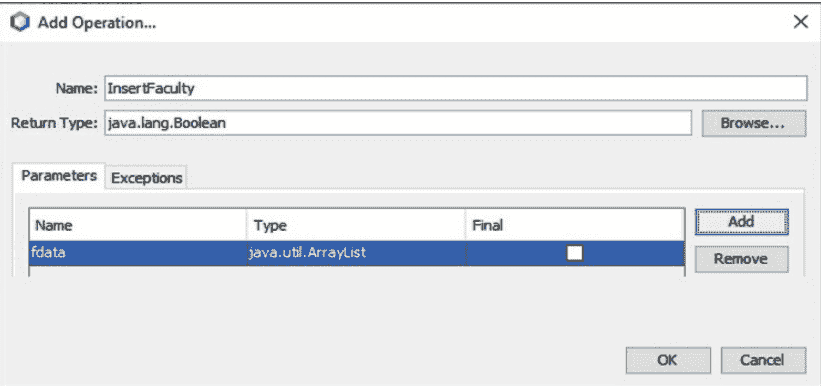 Add Operation...
Name: InsertFaculty
Return Type: java.lang.Boolean Browse...
Parameters Exceptions
Name Type Final Add
fdata java.util.ArrayList Remove
OK Cancel